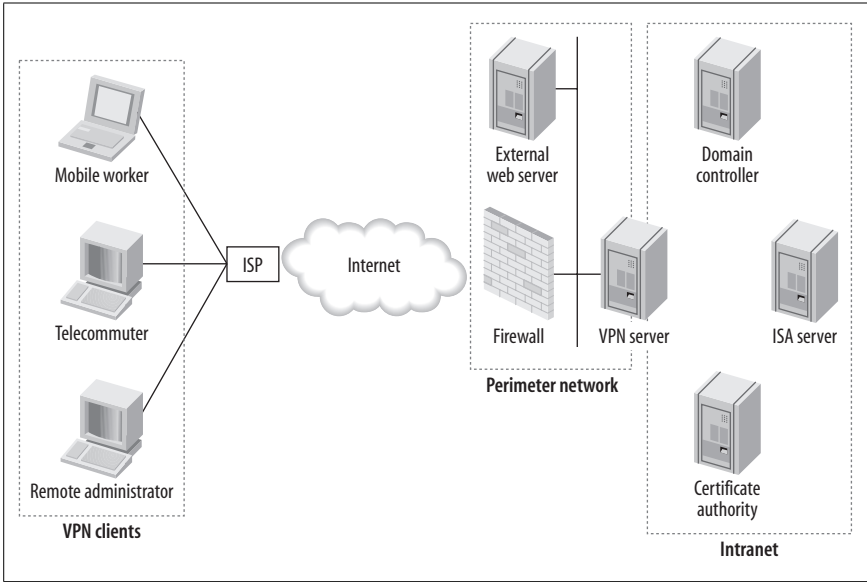 Mobile worker
Telecommuter
Remote administrator
VPN clients
ISP
Internet
External
web server
Firewall
VPN server
Perimeter network
Domain
controller
ISA server
Certificate
authority
Intranet